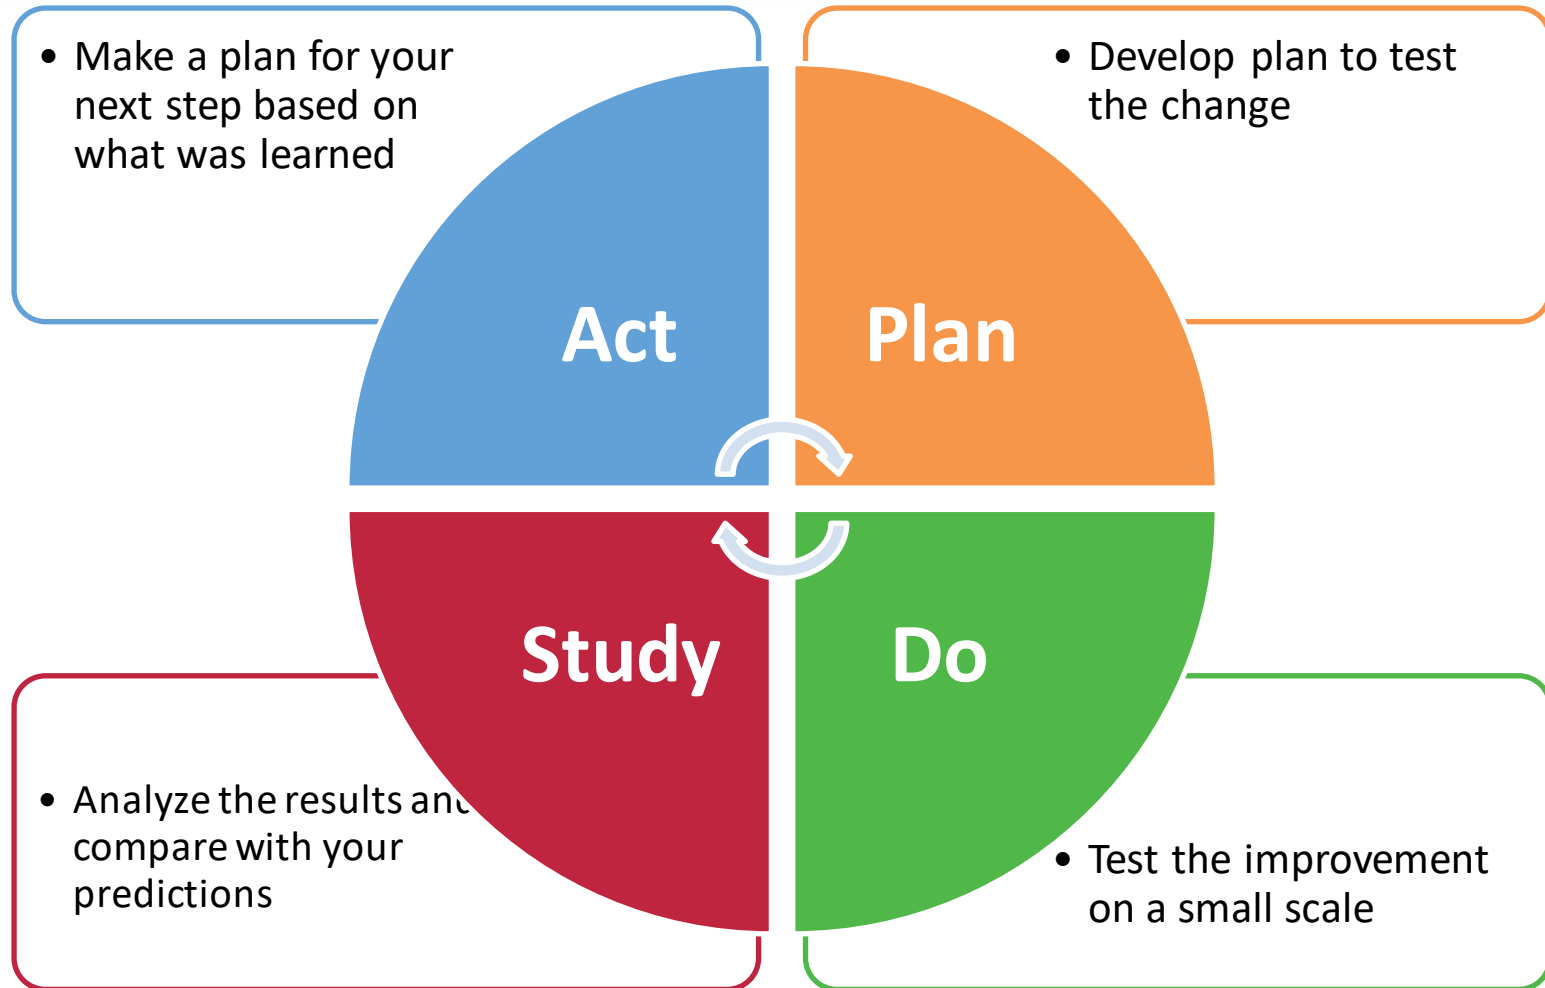 • Make a plan for your
next step based on
what was learned
• Develop plan to test
the change
Act
Plan
Study
Do
• Analyze the results and
compare with your
predictions
• Test the improvement
on a small scale